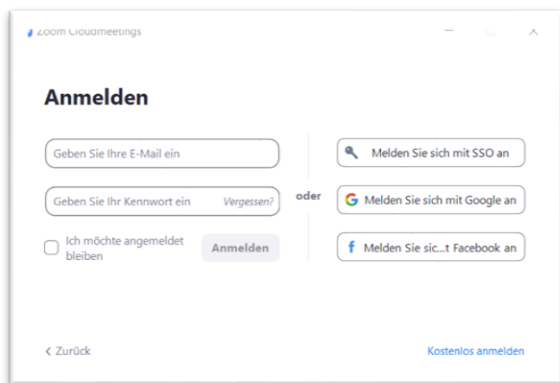 Zoom Cloudmeetings
Anmelden
Geben Sie Ihre E-Mail ein
Geben Sie Ihr Kennwort ein Vergessen?
Ich möchte angemeldet
bleiben
Anmelden
oder
Melden Sie sich mit SSO an
Melden Sie sich mit Google an
Melden Sie sic...t Facebook an
Zurück
Kostenlos anmelden